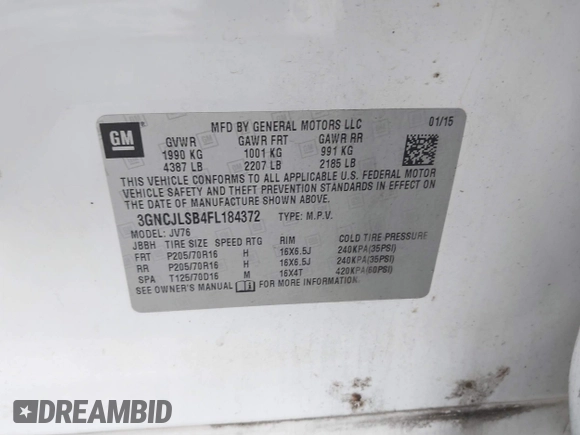 GM
MFD BY GENERAL MOTORS LLC 01/15
GVWR GAWR FRT GAWR RR
1990 KG 1001 KG 991 KG
4387 LB 2207 LB 2185 LB
THIS VEHICLE CONFORMS TO ALL APPLICABLE U.S. FEDERAL MOTOR
VEHICLE SAFETY AND THEFT PREVENTION STANDARDS IN EFFECT ON
THE DATE OF MANUFACTURE SHOWN ABOVE.
3GNCJLSB4FL184372 TYPE: M.P.V.
MODEL: JV76
JBBH TIRE SIZE SPEED RTG RIM COLD TIRE PRESSURE
FRT P205/70R16 H 16X6.5J 240KPA(35PSI)
RR P205/70R16 H 16X6.5J 240KPA(35PSI)
SPA T125/70D16 M 16X4T 420KPA(60PSI)
SEE OWNER'S MANUAL FOR MORE INFORMATION.
DREAMBID